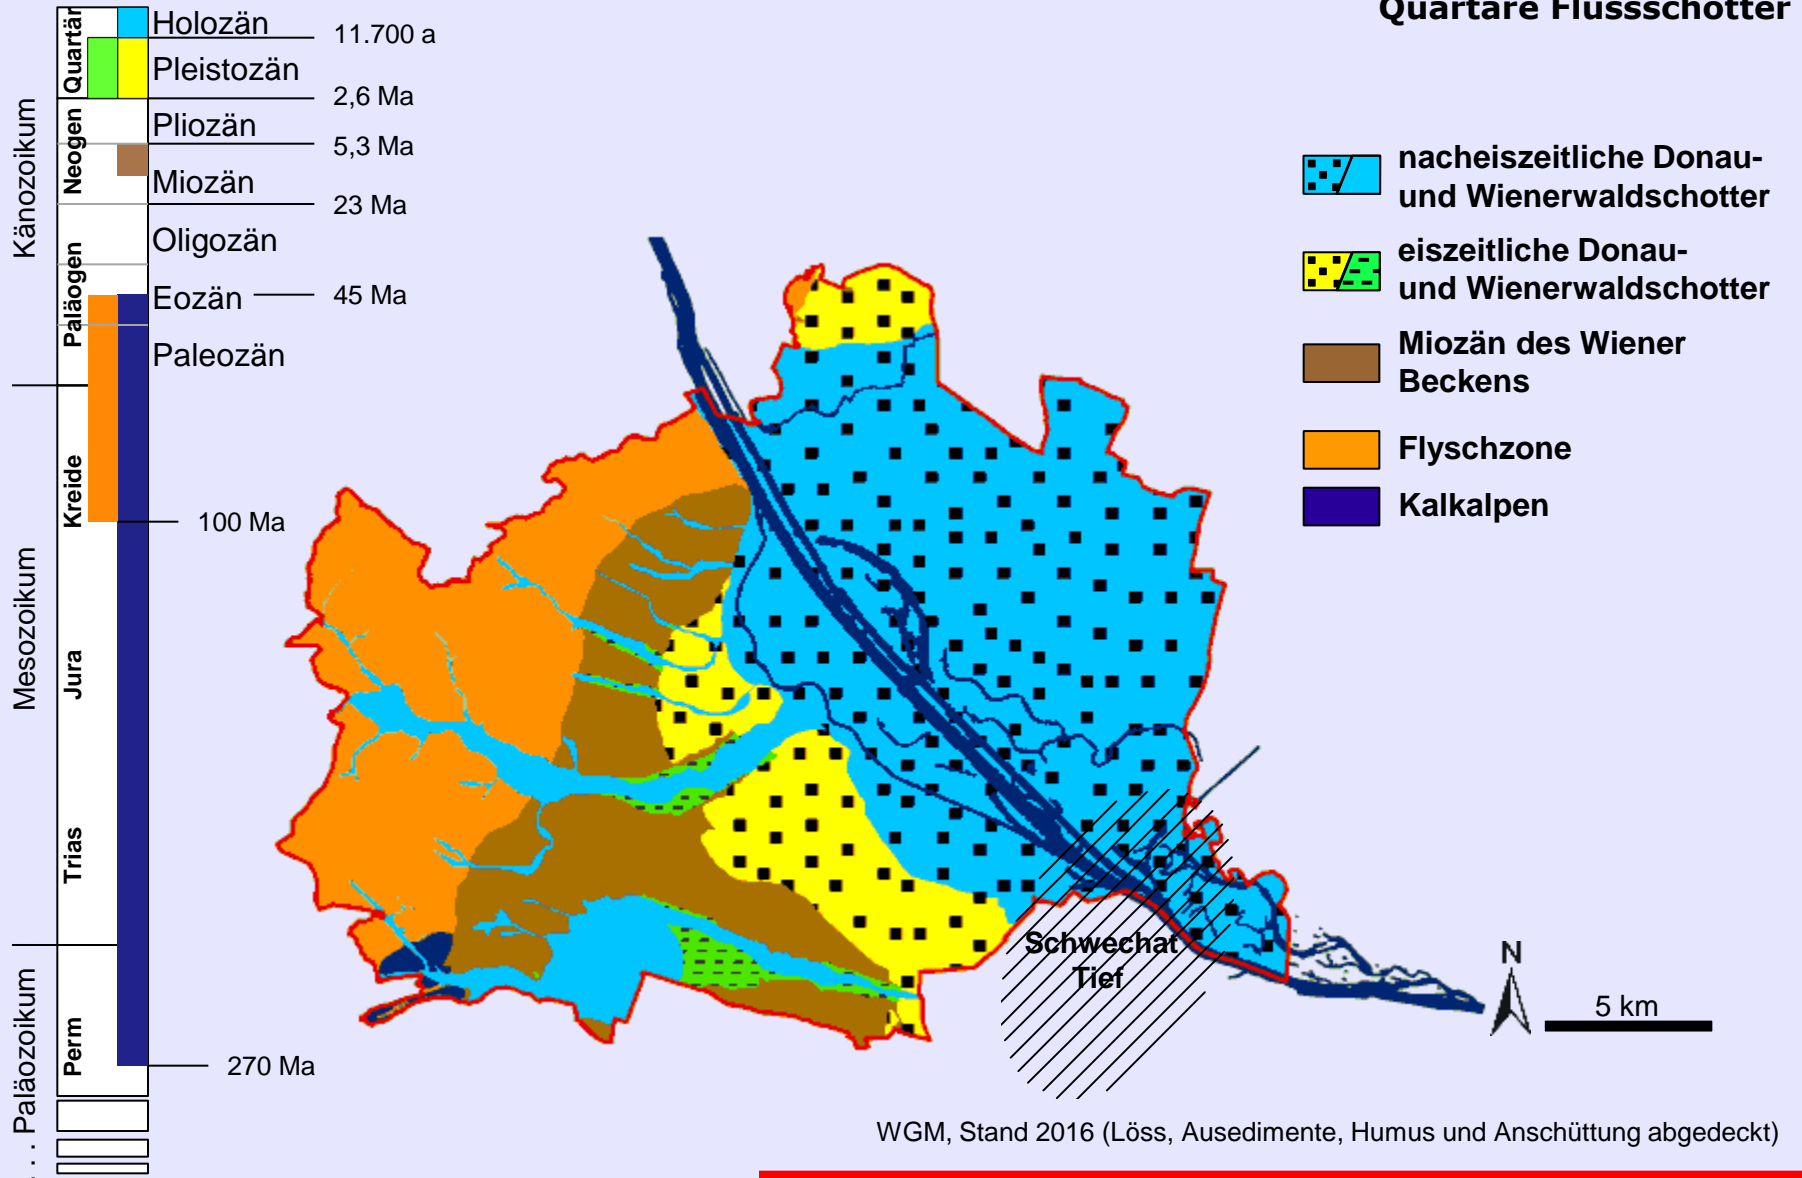 Quartäre Flussschotter
Känozoikum
Mesozoikum
. . . Paläozoikum
Quartär
Neogen
Paläogen
Kreide
Jura
Trias
Perm
Holozän
11.700 a
Pleistozän
2,6 Ma
Pliozän
5,3 Ma
Miozän
23 Ma
Oligozän
Eozän
45 Ma
Paleozän
100 Ma
270 Ma
nacheiszeitliche Donau-
und Wienerwaldschotter
eiszeitliche Donau-
und Wienerwaldschotter
Miozän des Wiener
Beckens
Flyschzone
Kalkalpen
Schwechat
Tief
N
5 km
WGM, Stand 2016 (Löss, Ausedimente, Humus und Anschüttung abgedeckt)